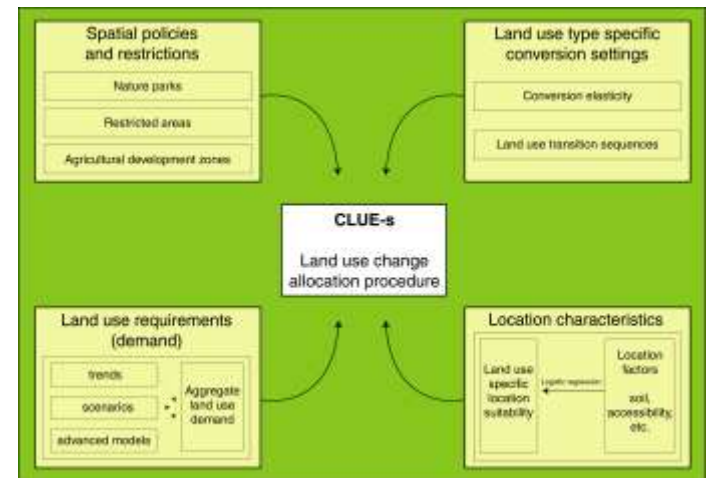 Spatial policies
and restrictions
Nature parks
Restricted areas
Agricultural development zones
Land use type specific
conversion settings
Conversion elasticity
Land use transition sequences
CLUE-s
Land use change
allocation procedure
Land use requirements
(demand)
trends
scenarios
advanced models
Aggregate
land use
demand
Location characteristics
Land use
specific
location
suitability
Logistic regression
Location
factors
soil,
accessibility,
etc.